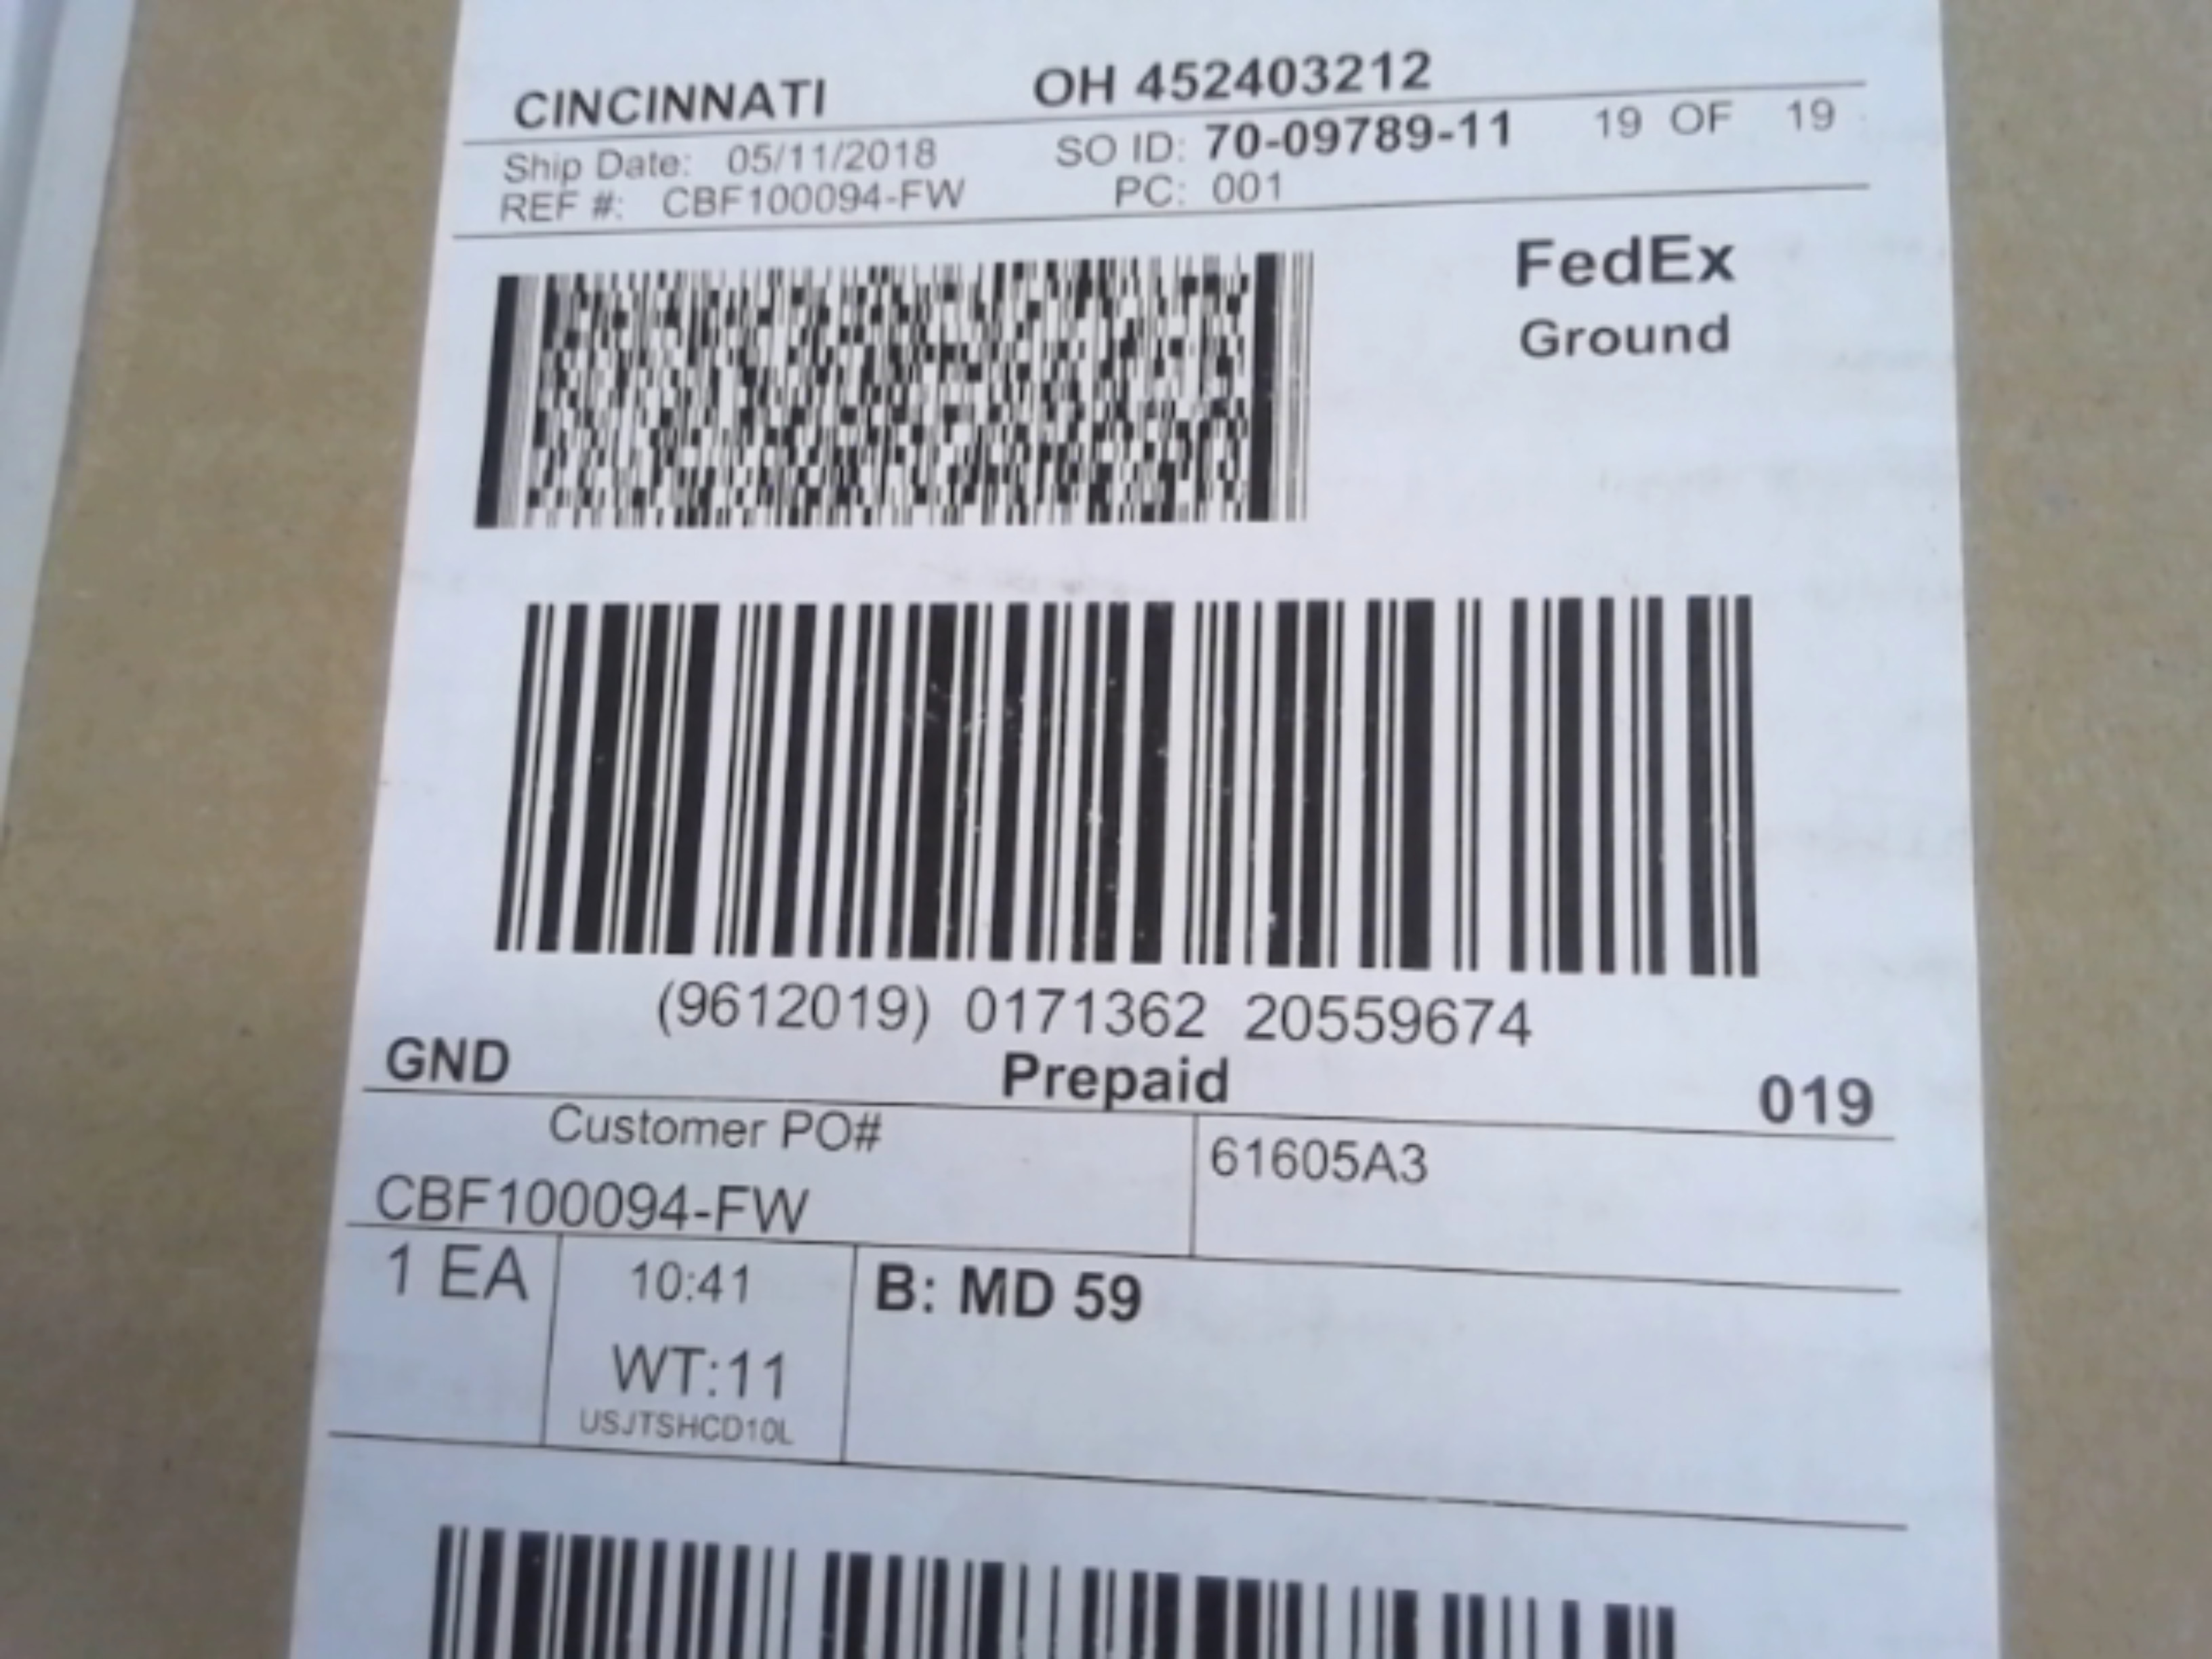 CINCINNATI OH 452403212
Ship Date: 05/11/2018 SO ID: 70-09789-11 19 OF 19
REF #: CBF100094-FW PC: 001
FedEx
Ground
(9612019) 0171362 20559674
GND Prepaid 019
Customer PO# 61605A3
CBF100094-FW
1 EA 10:41 B: MD 59
WT:11
USJTSHCD10L